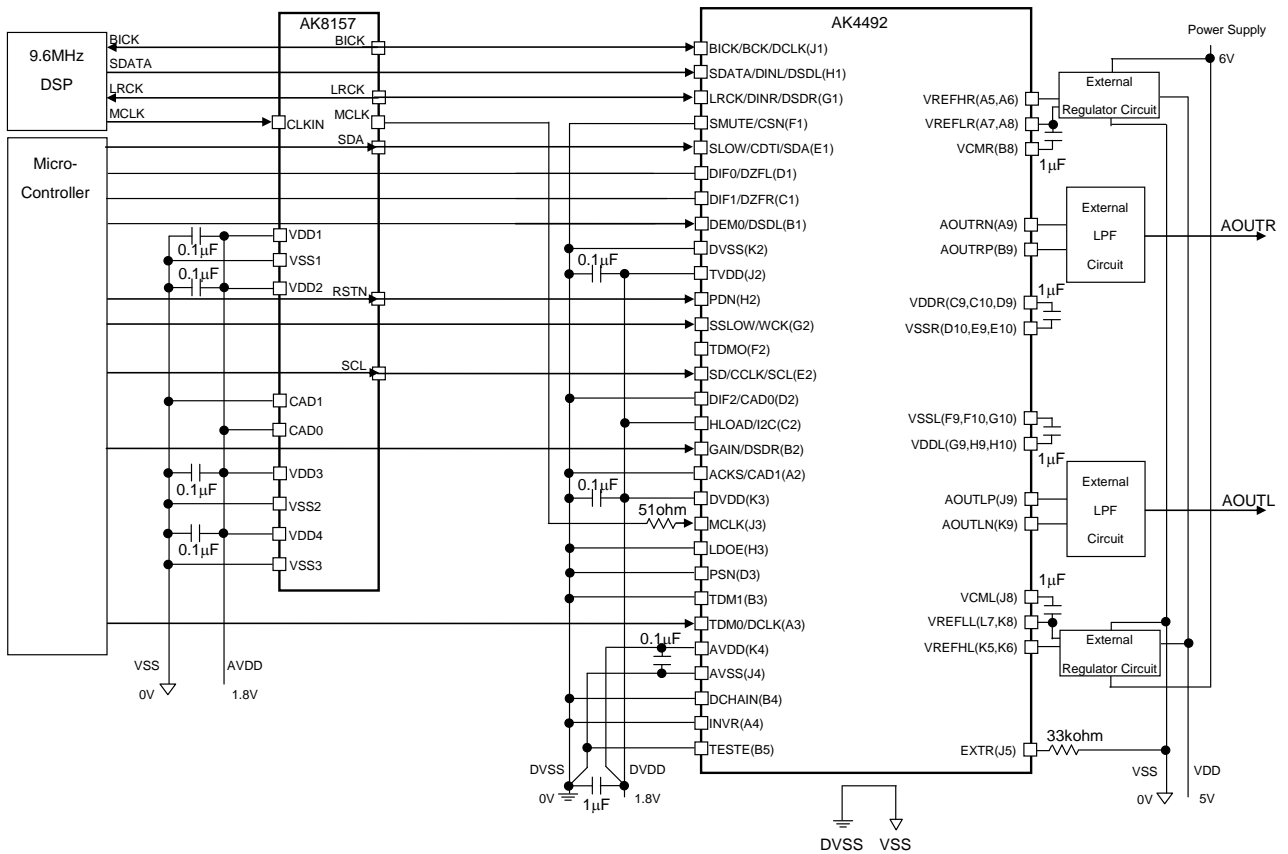 AK8157
AK4492
Power Supply
6V
9.6MHz
DSP
BICK
SDATA
LRCK
MCLK
BICK
LRCK
MCLK
CLKIN
SDA
Micro-
Controller
VDD1
0.1μF
VSS1
0.1μF
VDD2
RSTN
SCL
CAD1
CAD0
VDD3
0.1μF
VSS2
VDD4
0.1μF
VSS3
VSS
0V
AVDD
1.8V
BICK/BCK/DCLK(J1)
SDATA/DINL/DSDL(H1)
LRCK/DINR/DSDR(G1)
SMUTE/CSN(F1)
SLOW/CDTI/SDA(E1)
DIF0/DZFL(D1)
DIF1/DZFR(C1)
DEM0/DSDL(B1)
DVSS(K2)
0.1μF
TVDD(J2)
PDN(H2)
SSLOW/WCK(G2)
TDMO(F2)
SD/CCLK/SCL(E2)
DIF2/CAD0(D2)
HLOAD/I2C(C2)
GAIN/DSDR(B2)
ACKS/CAD1(A2)
0.1μF
DVDD(K3)
51ohm
MCLK(J3)
LDOE(H3)
PSN(D3)
TDM1(B3)
TDM0/DCLK(A3)
0.1μF
AVDD(K4)
AVSS(J4)
DCHAIN(B4)
INVR(A4)
TESTE(B5)
DVSS
0V
1μF
DVDD
1.8V
VREFHR(A5,A6)
VREFLR(A7,A8)
VCMR(B8)
1μF
External
Regulator Circuit
AOUTRN(A9)
AOUTRP(B9)
External
LPF
Circuit
AOUTR
VDDR(C9,C10,D9)
1μF
VSSR(D10,E9,E10)
VSSL(F9,F10,G10)
VDDL(G9,H9,H10)
1μF
AOUTLP(J9)
AOUTLN(K9)
External
LPF
Circuit
AOUTL
1μF
VCML(J8)
VREFLL(L7,K8)
VREFHL(K5,K6)
External
Regulator Circuit
EXTR(J5)
33kohm
VSS
0V
VDD
5V
DVSS
VSS